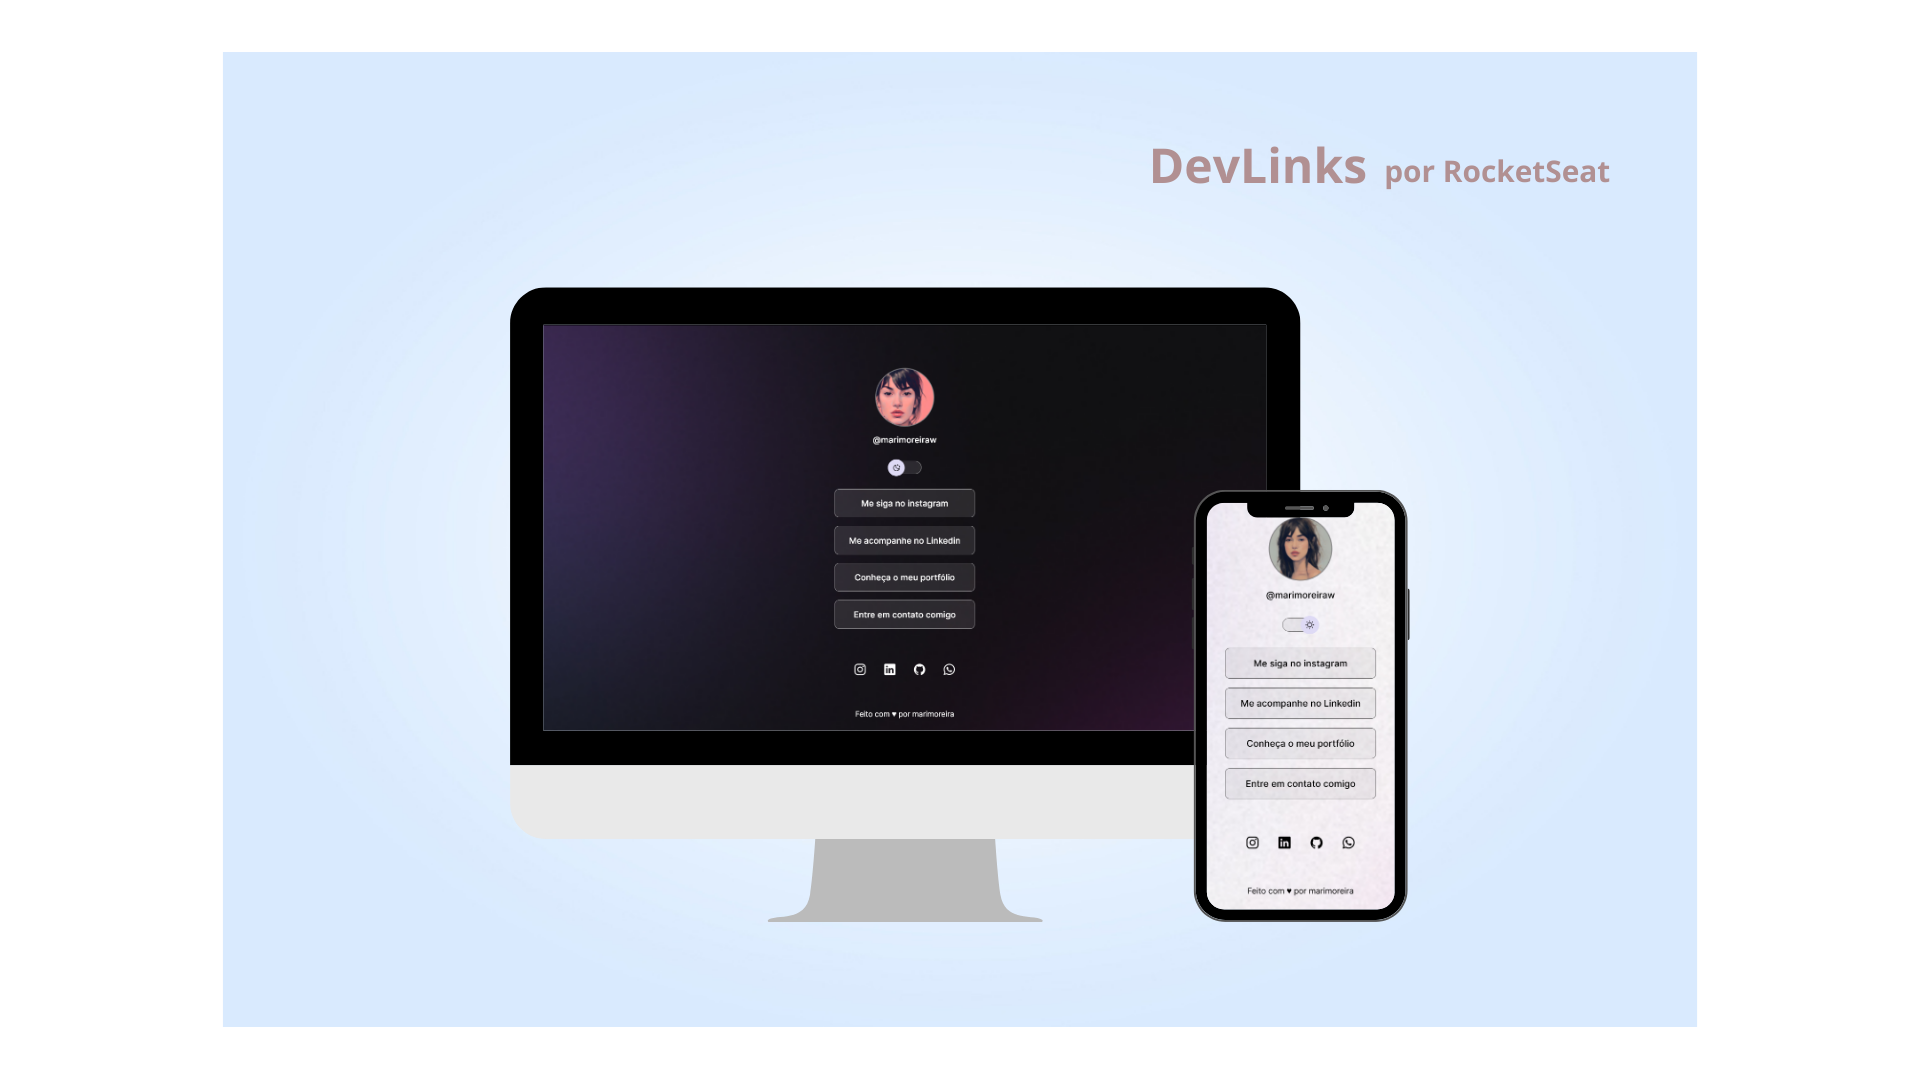 DevLinks por RocketSeat
@marimoreiraw
Me siga no instagram
Me acompanhe no Linkedin
Conheça o meu portfólio
Entre em contato comigo
Feito com ♥ por marimoreira
@marimoreiraw
Me siga no instagram
Me acompanhe no Linkedin
Conheça o meu portfólio
Entre em contato comigo
Feito com ♥ por marimoreira